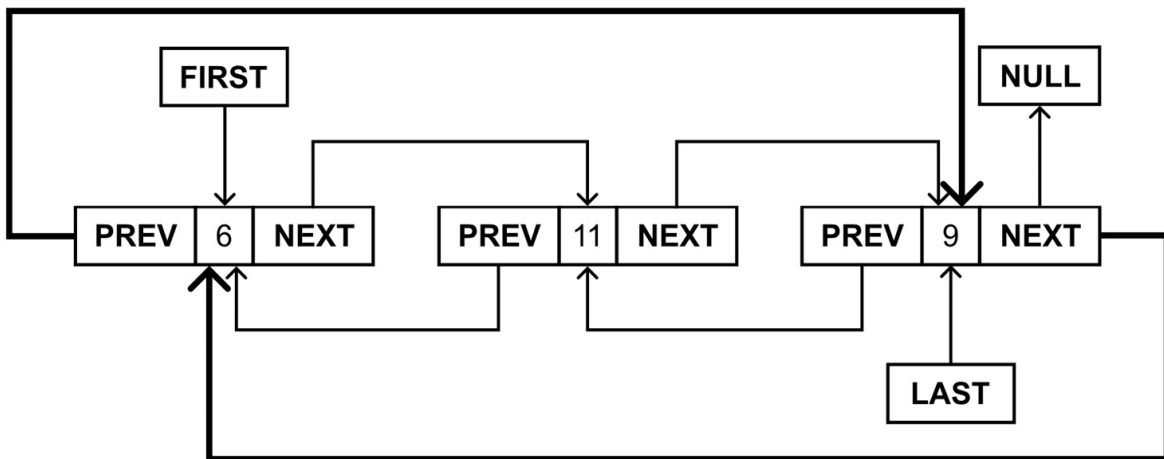 FIRST
NULL
PREV 6 NEXT
PREV 11 NEXT
PREV 9 NEXT
LAST